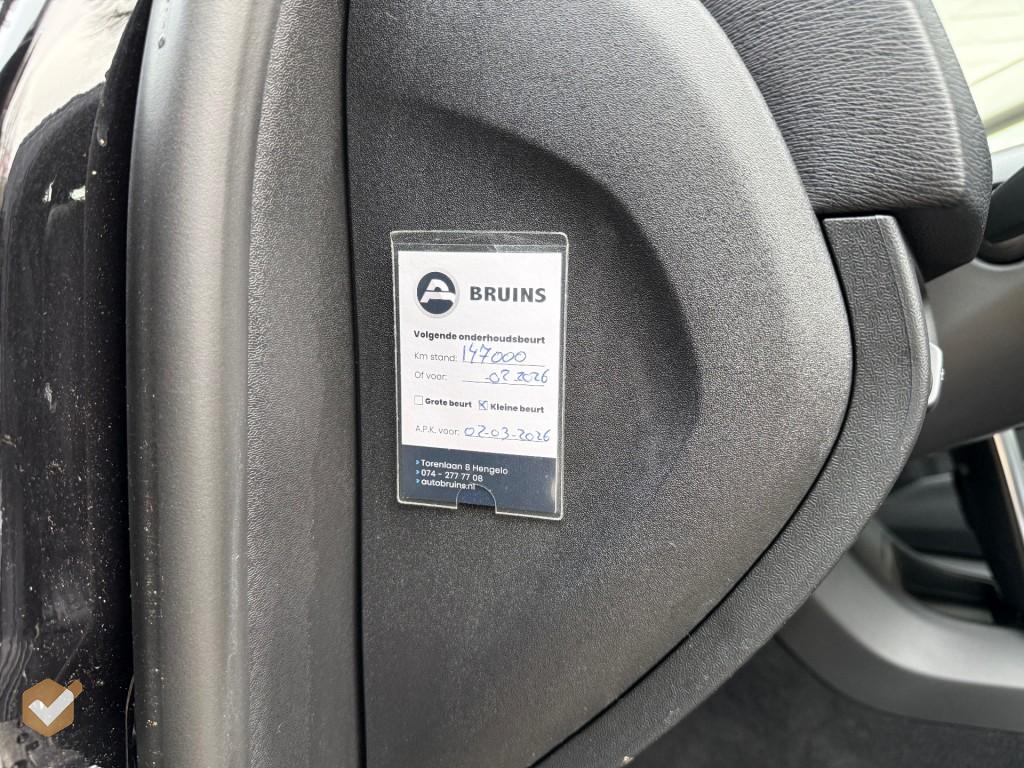 A BRUINS
Volgende onderhoudsbeurt
Km stand: 147000
Of voor: -02 2026
Grote beurt Kleine beurt
A.P.K. voor: 02-03-2026
› Torenlaan 8 Hengelo
› 074 - 277 77 08
› autobruins.nl